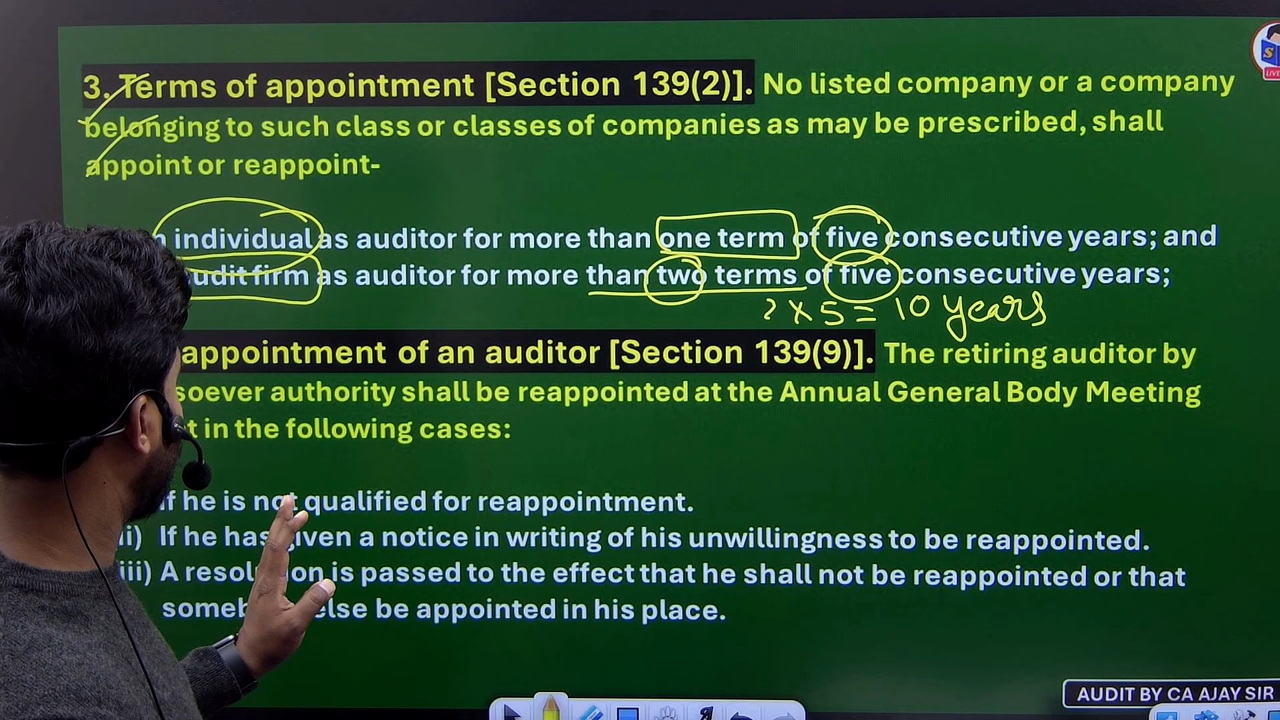 3. Terms of appointment [Section 139(2)]. No listed company or a company
belonging to such class or classes of companies as may be prescribed, shall
appoint or reappoint-
individual as auditor for more than one term of five consecutive years; and
audit firm as auditor for more than two terms of five consecutive years;
2 × 5 = 10 years
appointment of an auditor [Section 139(9)]. The retiring auditor by
soever authority shall be reappointed at the Annual General Body Meeting
in the following cases:
If he is not qualified for reappointment.
ii) If he has given a notice in writing of his unwillingness to be reappointed.
iii) A resolution is passed to the effect that he shall not be reappointed or that
else be appointed in his place.
AUDIT BY CA AJAY SIR